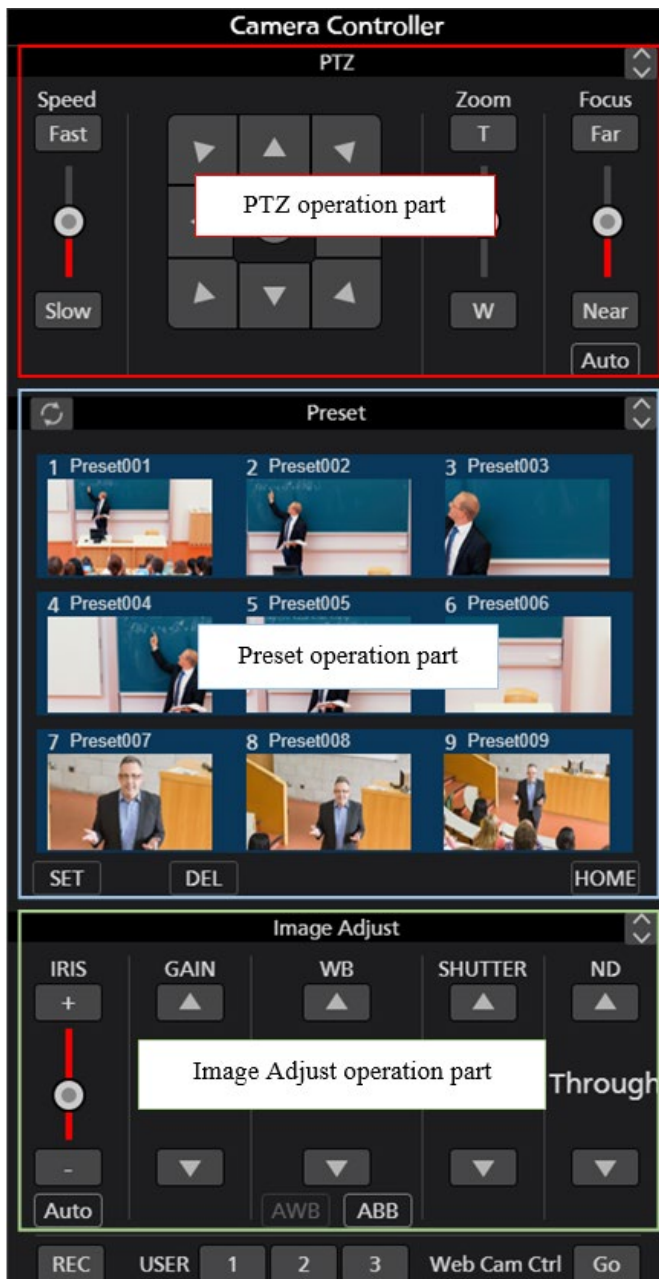 Camera Controller
PTZ
Speed Zoom Focus
Fast T Far
PTZ operation part
Slow W Near
Auto
Preset
1 Preset001 2 Preset002 3 Preset003
4 Preset004 5 Preset005 6 Preset006
Preset operation part
7 Preset007 8 Preset008 9 Preset009
SET DEL HOME
Image Adjust
IRIS GAIN WB SHUTTER ND
+
Image Adjust operation part
Through
-
Auto AWB ABB
REC USER 1 2 3 Web Cam Ctrl Go